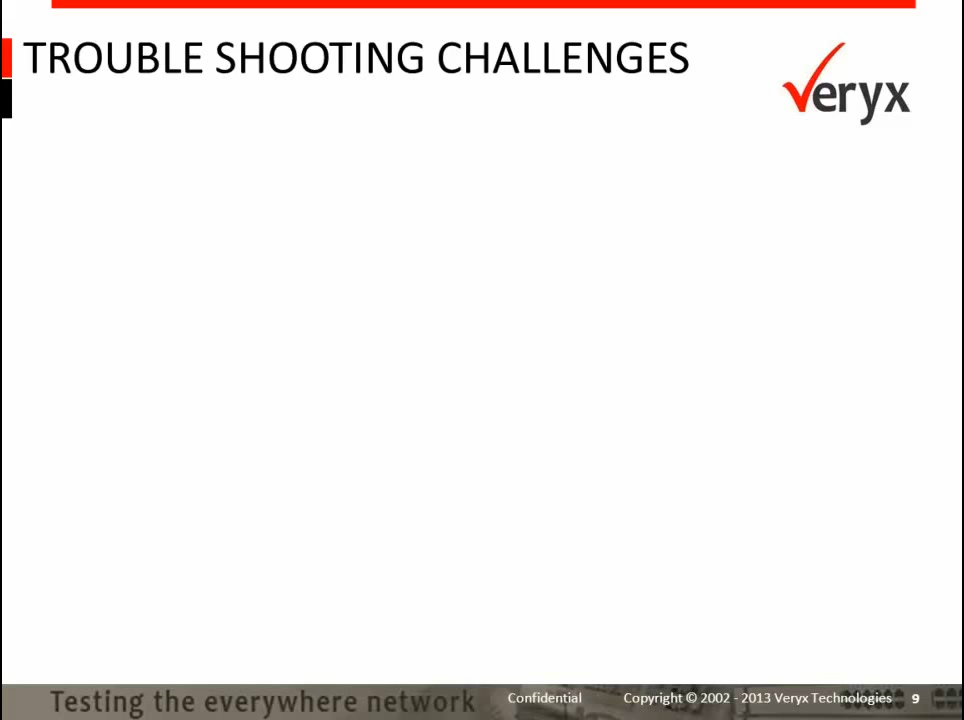 TROUBLE SHOOTING CHALLENGES
Veryx
Testing the everywhere network
Confidential
Copyright © 2002 - 2013 Veryx Technologies
9